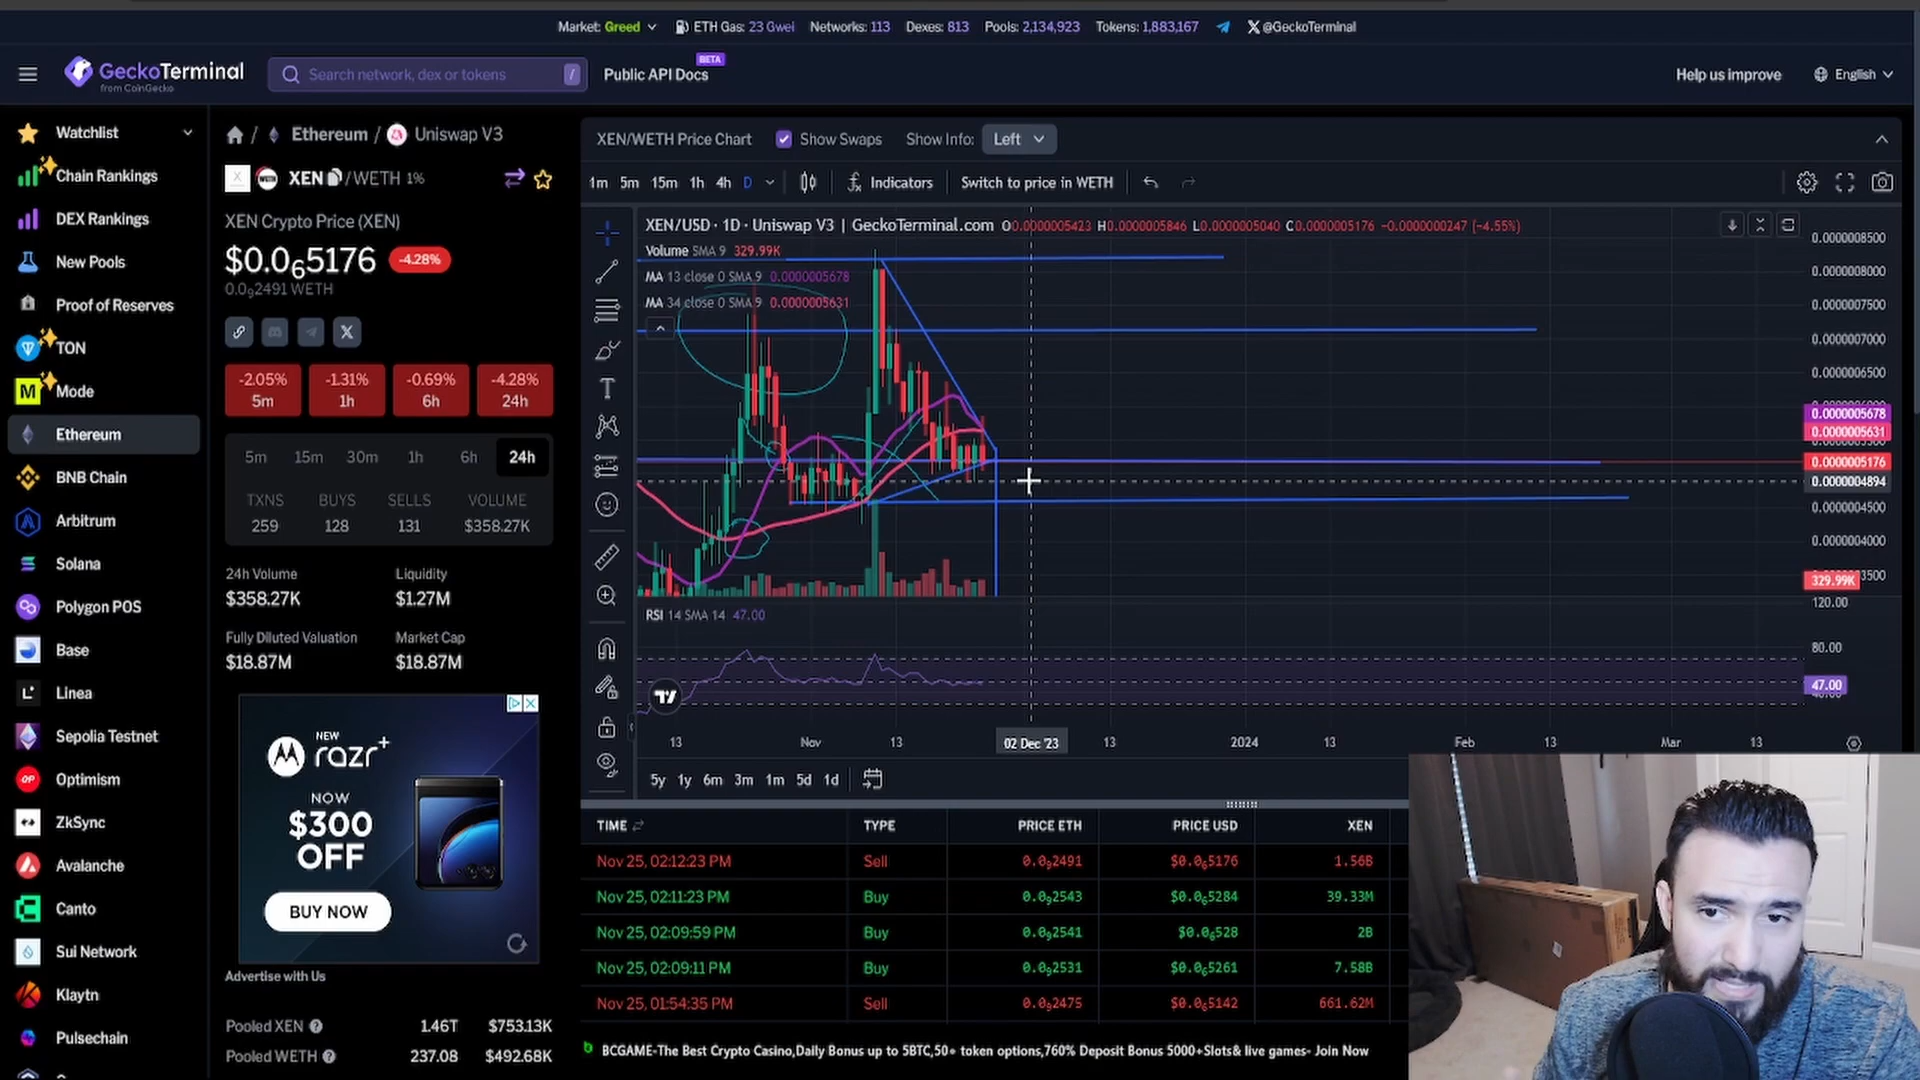 Market: Greed ETH Gas: 23 Gwei Networks: 113 Dexes: 813 Pools: 2,134,923 Tokens: 1,883,167 @GeckoTerminal
GeckoTerminal
from CoinGecko
Search network, dex or tokens /
Public API Docs
BETA
Help us improve
English
Watchlist
Chain Rankings
DEX Rankings
New Pools
Proof of Reserves
TON
Mode
Ethereum
BNB Chain
Arbitrum
Solana
Polygon POS
Base
Linea
Sepolia Testnet
Optimism
ZkSync
Avalanche
Canto
Sui Network
Klaytn
Pulsechain
/ Ethereum / Uniswap V3
XEN /WETH 1%
XEN Crypto Price (XEN)
$0.0₆5176 -4.28%
0.0₉2491 WETH
-2.05% -1.31% -0.69% -4.28%
5m 1h 6h 24h
5m 15m 30m 1h 6h 24h
TXNS BUYS SELLS VOLUME
259 128 131 $358.27K
24h Volume Liquidity
$358.27K $1.27M
Fully Diluted Valuation Market Cap
$18.87M $18.87M
NEW
razr+
NOW
$300
OFF
BUY NOW
Advertise with Us
Pooled XEN 1.46T $753.13K
Pooled WETH 237.08 $492.68K
XEN/WETH Price Chart Show Swaps Show Info: Left
1m 5m 15m 1h 4h D Indicators Switch to price in WETH
XEN/USD · 1D · Uniswap V3 | GeckoTerminal.com O0.0000005423 H0.0000005846 L0.0000005040 C0.0000005176 -0.0000000247 (-4.55%)
Volume SMA 9 329.99K
MA 13 close 0 SMA 9 0.0000005678
MA 34 close 0 SMA 9 0.0000005631
0.0000008500
0.0000008000
0.0000007500
0.0000007000
0.0000006500
0.0000005678
0.0000005631
0.0000005176
0.0000004894
0.0000004500
0.0000004000
329.99K 3500
120.00
RSI 14 SMA 14 47.00
80.00
47.00
13 Nov 13 02 Dec '23 13 2024 13 Feb 13 Mar 13
5y 1y 6m 3m 1m 5d 1d
TIME TYPE PRICE ETH PRICE USD XEN
Nov 25, 02:12:23 PM Sell 0.0₉2491 $0.0₆5176 1.56B
Nov 25, 02:11:23 PM Buy 0.0₉2543 $0.0₆5284 39.33M
Nov 25, 02:09:59 PM Buy 0.0₉2541 $0.0₆528 2B
Nov 25, 02:09:11 PM Buy 0.0₉2531 $0.0₆5261 7.58B
Nov 25, 01:54:35 PM Sell 0.0₉2475 $0.0₆5142 661.62M
BCGAME-The Best Crypto Casino,Daily Bonus up to 5BTC,50+ token options,760% Deposit Bonus 5000+Slots& live games- Join Now